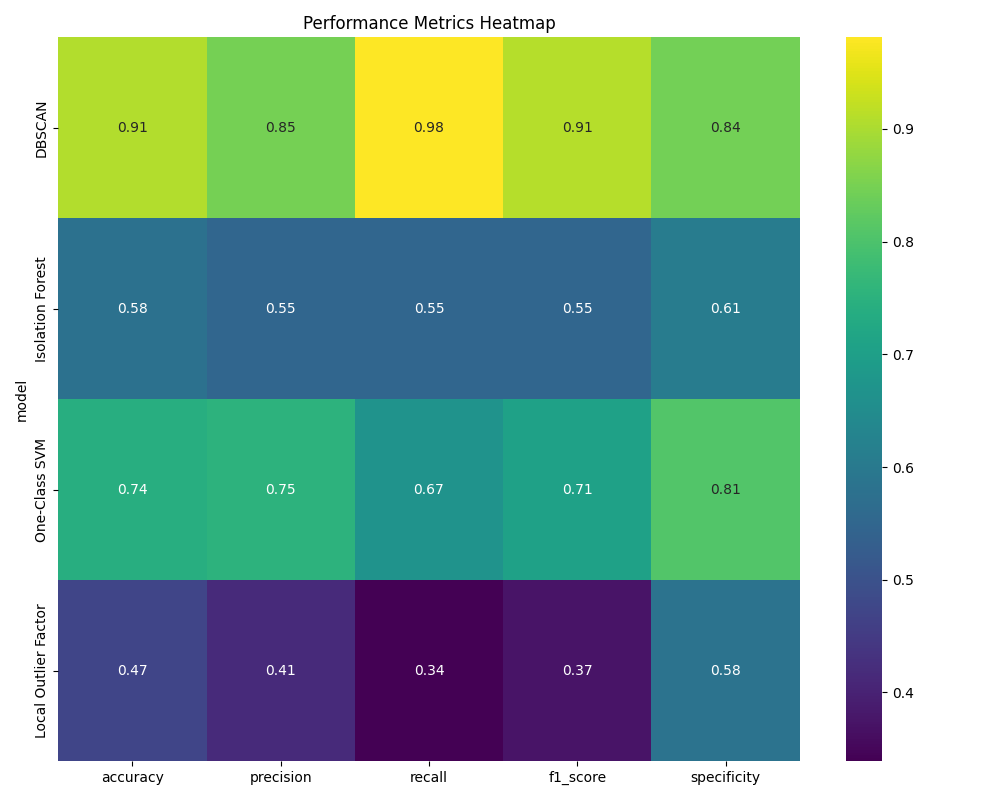 Performance Metrics Heatmap
model
DBSCAN
0.91 0.85 0.98 0.91 0.84
Isolation Forest
0.58 0.55 0.55 0.55 0.61
One-Class SVM
0.74 0.75 0.67 0.71 0.81
Local Outlier Factor
0.47 0.41 0.34 0.37 0.58
accuracy precision recall f1_score specificity
0.9
0.8
0.7
0.6
0.5
0.4